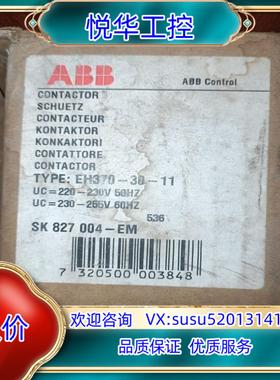 悦华工控
ABB
ABB Control
CONTACTOR
SCHUETZ
CONTACTEUR
KONTAKTOR
KONKAKTORI
CONTATTORE
CONTACTOR
TYPE: EH370-30-11
UC=220-230V 50HZ
UC=230-255V 60HZ
536
SK 827 004-EM
7 320500 003848
价
欢迎咨询 VX:susu52013141
品质保证 优质服务